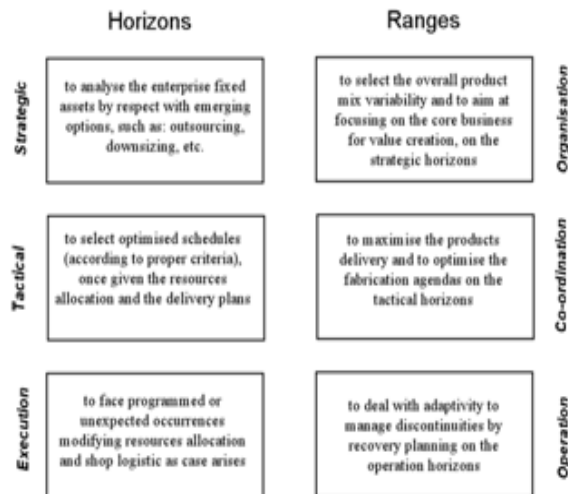 Horizons
Ranges
Strategic
to analyse the enterprise fixed
assets by respect with emerging
options, such as: outsourcing,
downsizing, etc.
to select the overall product
mix variability and to aim at
focusing on the core business
for value creation, on the
strategic horizons
Organisation
Tactical
to select optimised schedules
(according to proper criteria),
once given the resources
allocation and the delivery plans
to maximise the products
delivery and to optimise the
fabrication agendas on the
tactical horizons
Co-ordination
Execution
to face programmed or
unexpected occurrences
modifying resources allocation
and shop logistic as case arises
to deal with adaptivity to
manage discontinuities by
recovery planning on the
operation horizons
Operation